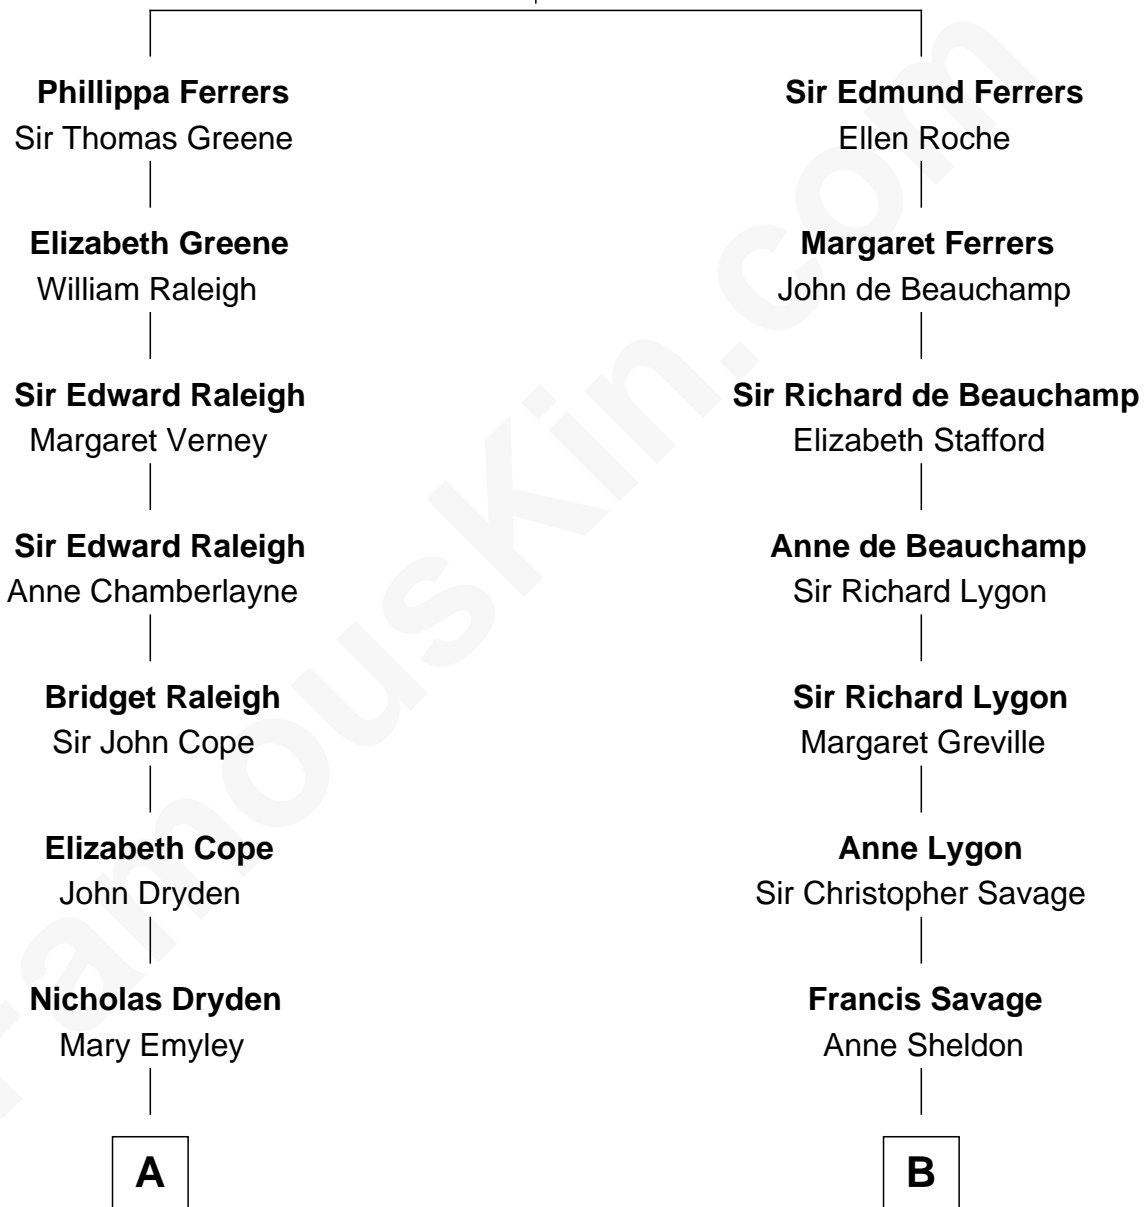 Phillippa Ferrers
Sir Thomas Greene
Elizabeth Greene
William Raleigh
Sir Edward Raleigh
Margaret Verney
Sir Edward Raleigh
Anne Chamberlayne
Bridget Raleigh
Sir John Cope
Elizabeth Cope
John Dryden
Nicholas Dryden
Mary Emyley
A
Sir Edmund Ferrers
Ellen Roche
Margaret Ferrers
John de Beauchamp
Sir Richard de Beauchamp
Elizabeth Stafford
Anne de Beauchamp
Sir Richard Lygon
Sir Richard Lygon
Margaret Greville
Anne Lygon
Sir Christopher Savage
Francis Savage
Anne Sheldon
B
FamousKin.com